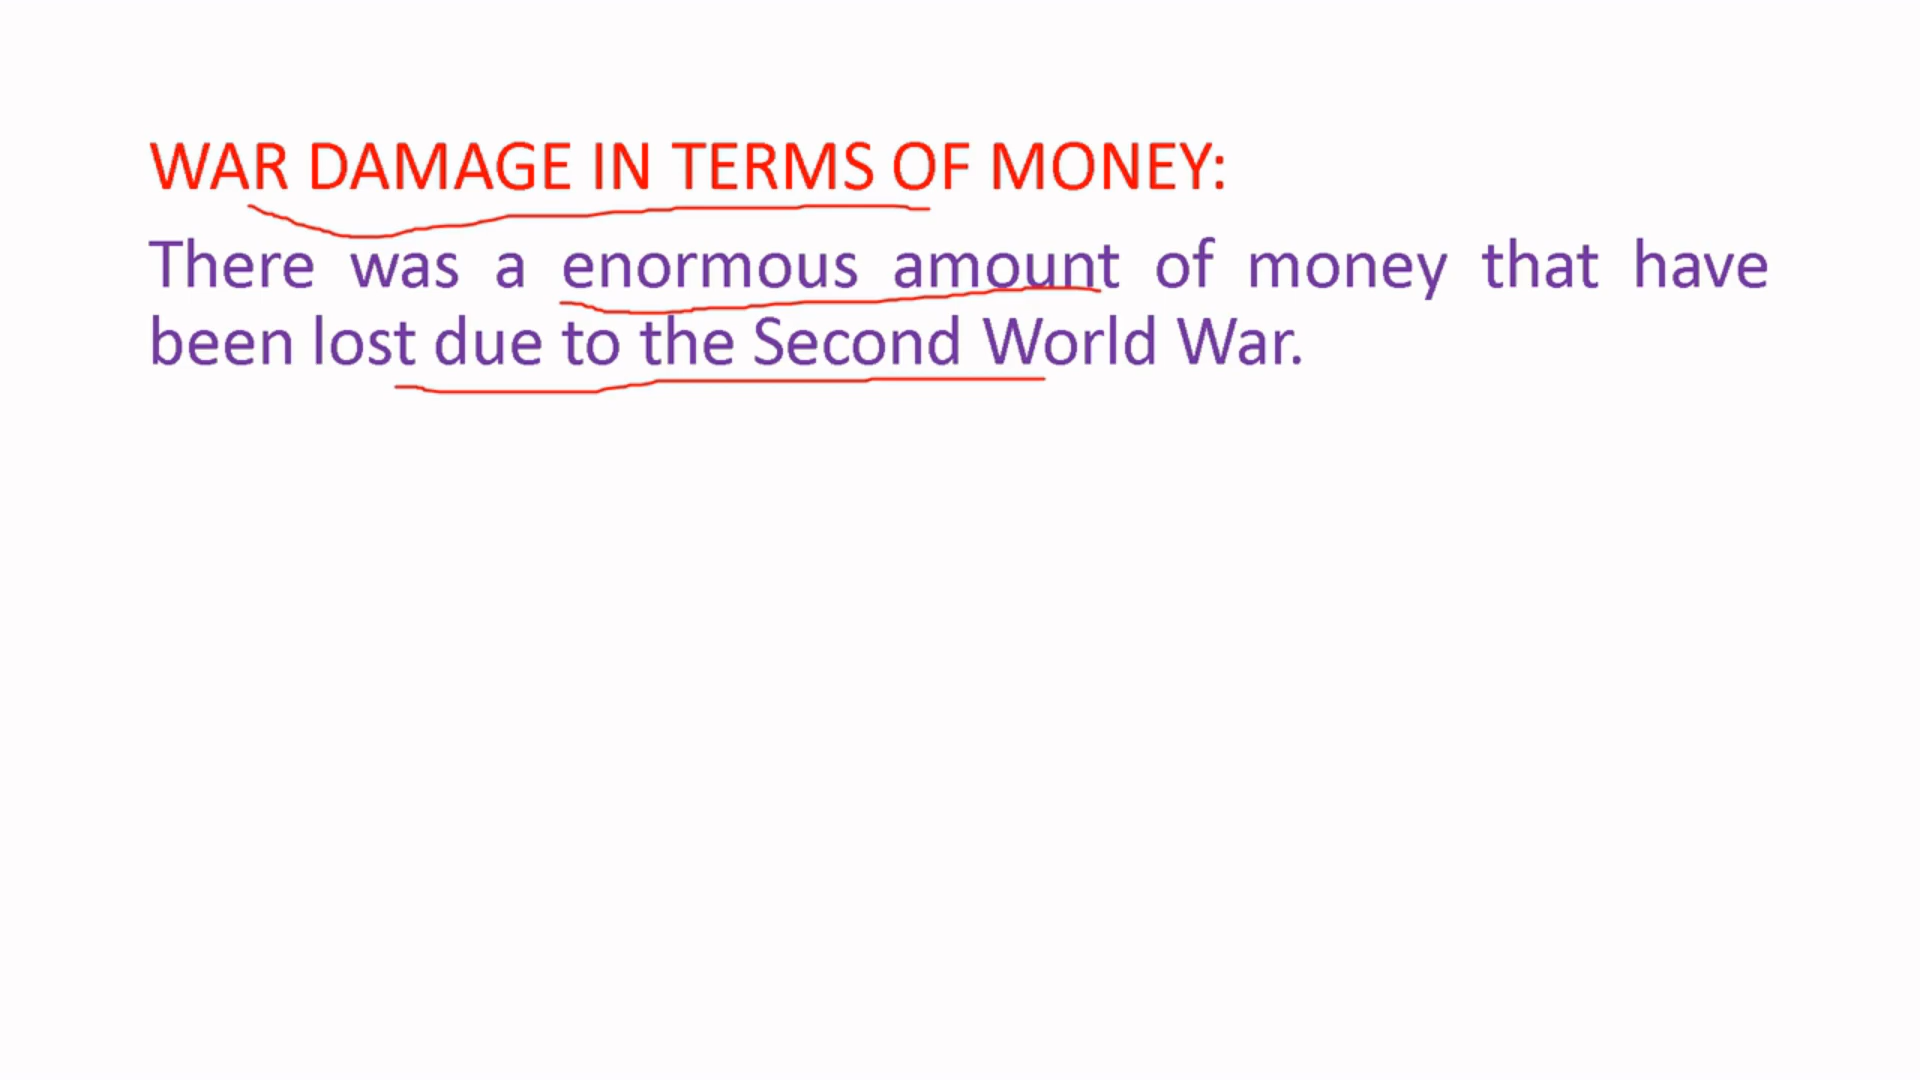 WAR DAMAGE IN TERMS OF MONEY:
There was a enormous amount of money that have
been lost due to the Second World War.